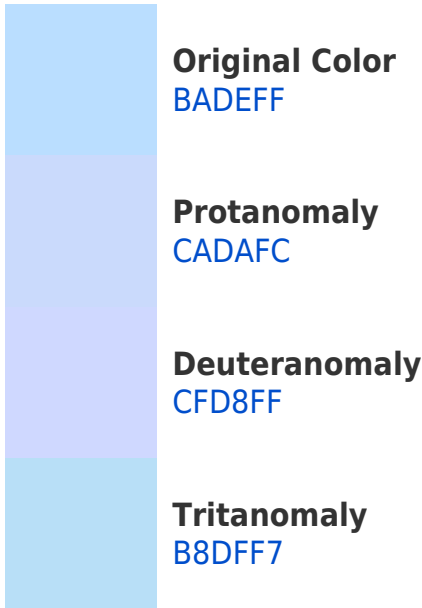 Original Color
BADEFF
Protanomaly
CADAFC
Deuteranomaly
CFD8FF
Tritanomaly
B8DFF7